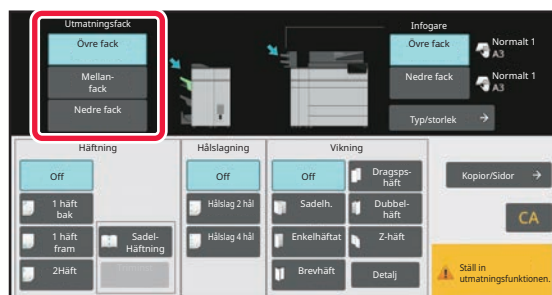 Utmatningsfack
Övre fack
Mellan-
fack
Nedre fack
Infogare
Övre fack
Normalt 1
A3
Nedre fack
Normalt 1
A3
Typ/storlek
Häftning
Off
1 häft
bak
1 häft
fram
2Häft
Sadel-
Häftning
Hålslagning
Off
Hålslag 2 hål
Hålslag 4 hål
Vikning
Off
Sadelh.
Enkelhäftat
Brevhäft
Dragsps-
häft
Dubbel-
häft
Z-häft
Detalj
Kopior/Sidor
CA
Ställ in
utmatningsfunktionen.